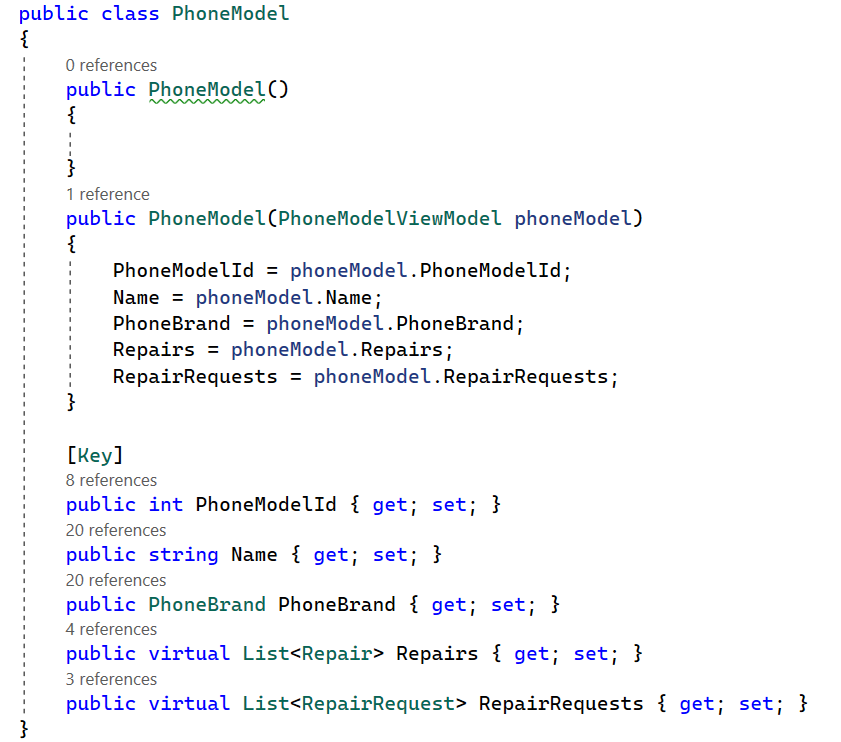 public class PhoneModel
{
0 references
public PhoneModel()
{
}
1 reference
public PhoneModel(PhoneModelViewModel phoneModel)
{
PhoneModelId = phoneModel.PhoneModelId;
Name = phoneModel.Name;
PhoneBrand = phoneModel.PhoneBrand;
Repairs = phoneModel.Repairs;
RepairRequests = phoneModel.RepairRequests;
}
[Key]
8 references
public int PhoneModelId { get; set; }
20 references
public string Name { get; set; }
20 references
public PhoneBrand PhoneBrand { get; set; }
4 references
public virtual List<Repair> Repairs { get; set; }
3 references
public virtual List<RepairRequest> RepairRequests { get; set; }
}